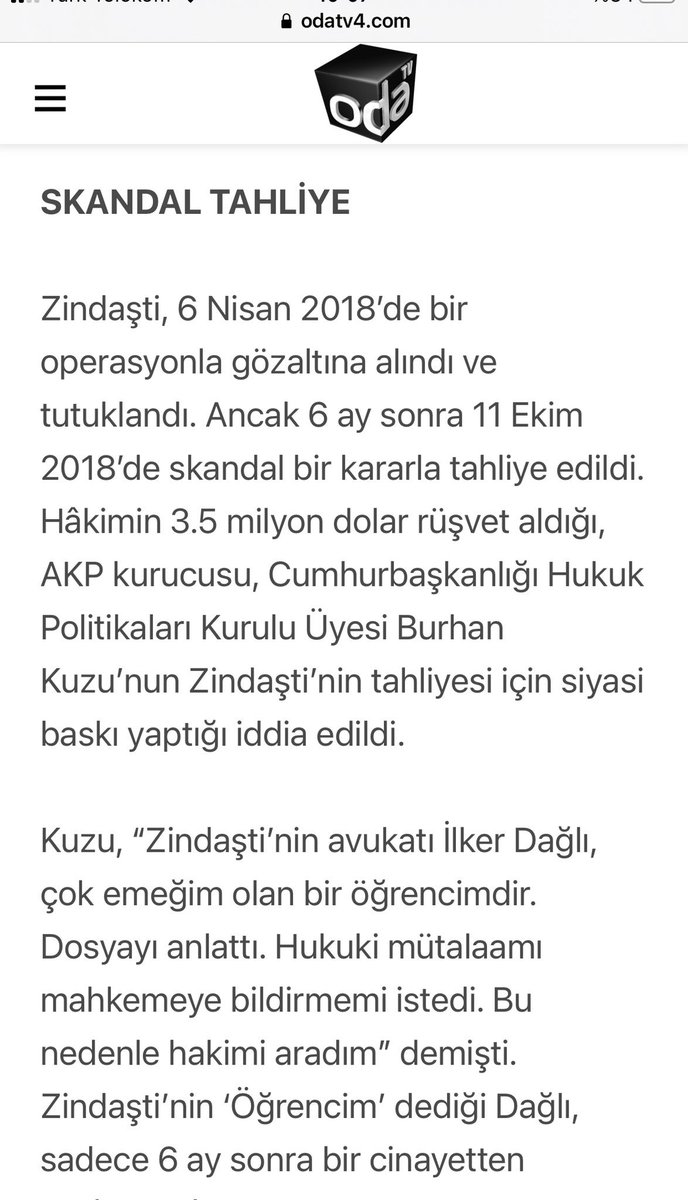 odatv4.com
oda TV
SKANDAL TAHLİYE
Zindaşti, 6 Nisan 2018’de bir
operasyonla gözaltına alındı ve
tutuklandı. Ancak 6 ay sonra 11 Ekim
2018’de skandal bir kararla tahliye edildi.
Hâkimin 3.5 milyon dolar rüşvet aldığı,
AKP kurucusu, Cumhurbaşkanlığı Hukuk
Politikaları Kurulu Üyesi Burhan
Kuzu’nun Zindaşti’nin tahliyesi için siyasi
baskı yaptığı iddia edildi.
Kuzu, “Zindaşti’nin avukatı İlker Dağlı,
çok emeğim olan bir öğrencimdir.
Dosyayı anlattı. Hukuki mütalaamı
mahkemeye bildirmemi istedi. Bu
nedenle hakimi aradım” demişti.
Zindaşti’nin ‘Öğrencim’ dediği Dağlı,
sadece 6 ay sonra bir cinayetten